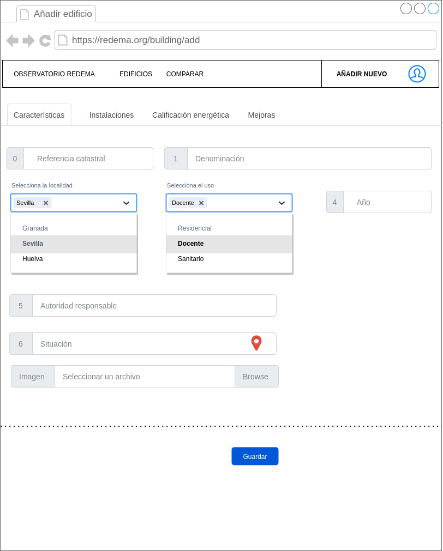 Añadir edificio
https://redema.org/building/add
OBSERVATORIO REDEMA EDIFICIOS COMPARAR AÑADIR NUEVO
Características Instalaciones Calificación energética Mejoras
0 Referencia catastral 1 Denominación
Selecciona la localidad Selecciona el uso
Sevilla Docente 4 Año
Granada Residencial
Sevilla Docente
Huelva Sanitario
5 Autoridad responsable
6 Situación
Imagen Seleccionar un archivo Browse
Guardar